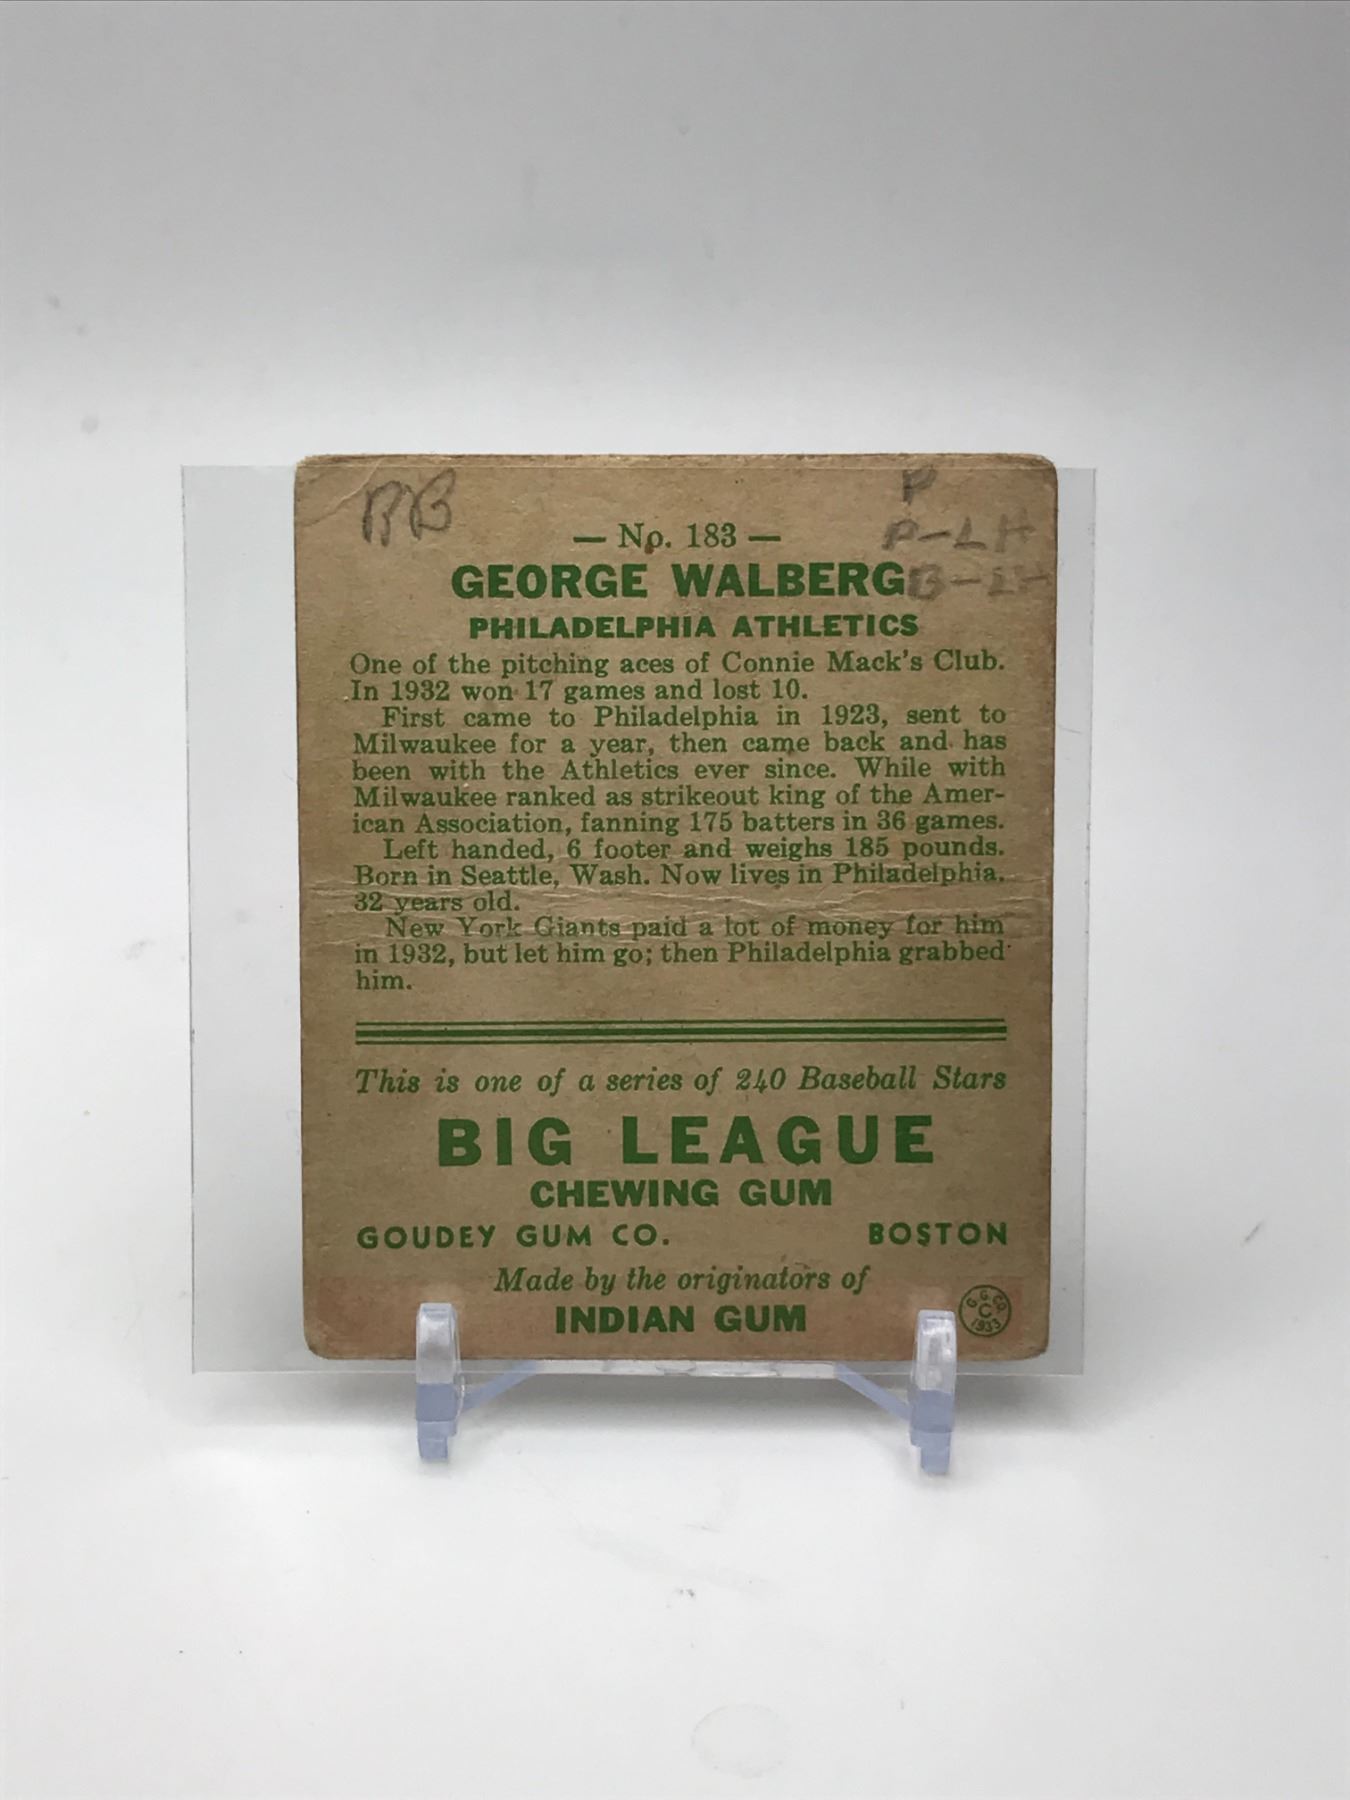 BB
P
P-LH
— No. 183 —
GEORGE WALBERG
PHILADELPHIA ATHLETICS
One of the pitching aces of Connie Mack's Club.
In 1932 won 17 games and lost 10.
First came to Philadelphia in 1923, sent to
Milwaukee for a year, then came back and has
been with the Athletics ever since. While with
Milwaukee ranked as strikeout king of the Amer-
ican Association, fanning 175 batters in 36 games.
Left handed, 6 footer and weighs 185 pounds.
Born in Seattle, Wash. Now lives in Philadelphia.
32 years old.
New York Giants paid a lot of money for him
in 1932, but let him go; then Philadelphia grabbed
him.
This is one of a series of 240 Baseball Stars
BIG LEAGUE
CHEWING GUM
GOUDEY GUM CO. BOSTON
Made by the originators of
INDIAN GUM
G. G. CO.
C
1933